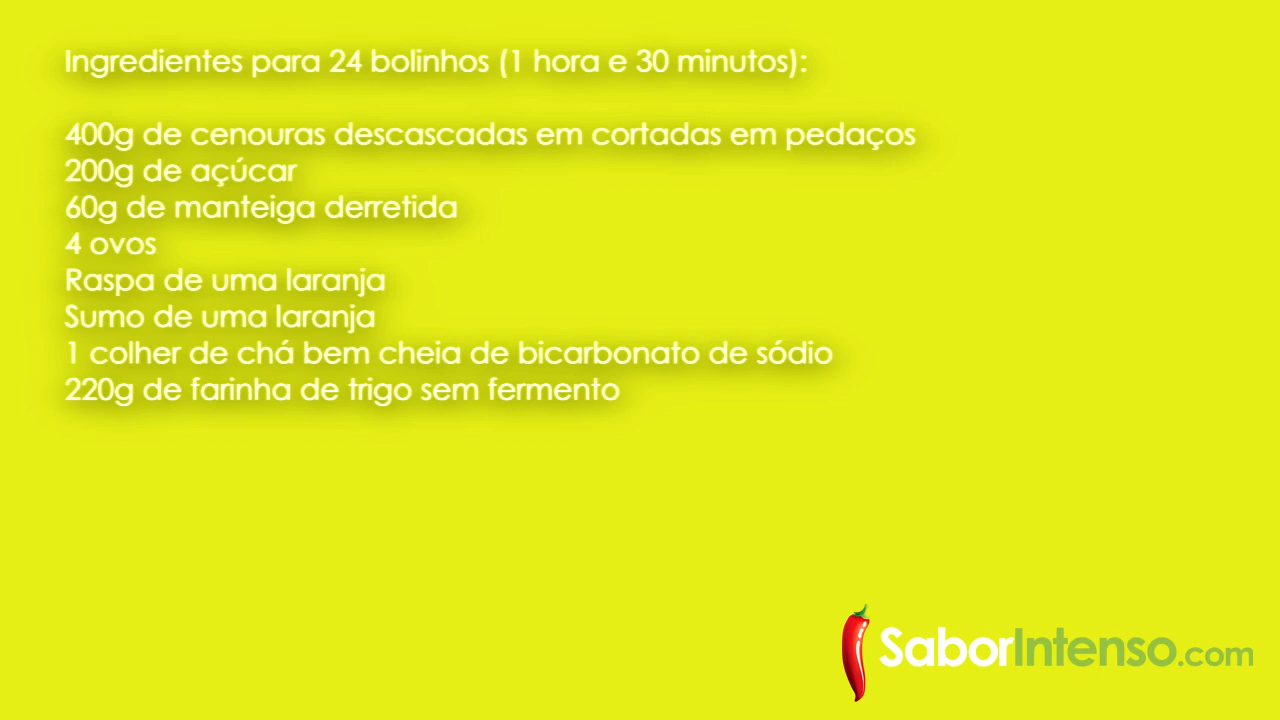 Ingredientes para 24 bolinhos (1 hora e 30 minutos):
400g de cenouras descascadas em cortadas em pedaços
200g de açúcar
60g de manteiga derretida
4 ovos
Raspa de uma laranja
Sumo de uma laranja
1 colher de chá bem cheia de bicarbonato de sódio
220g de farinha de trigo sem fermento
SaborIntenso.com